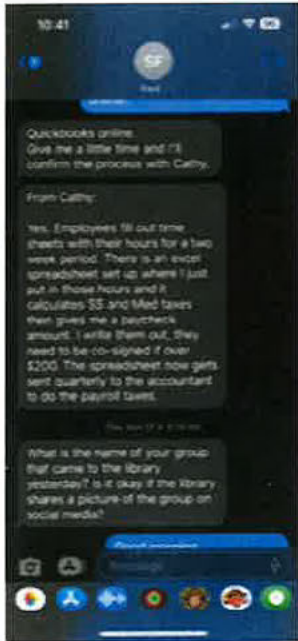 10:41
SF
Quickbooks online.
Give me a little time and I'll
confirm the process with Cathy.
From Cathy:
Yes. Employees fill out time
sheets with their hours for a two
week period. There is an excel
spreadsheet set up where I just
put in those hours and it
calculates SS and Med taxes
then gives me a paycheck
amount. I write them out, they
need to be co-signed if over
$200. The spreadsheet now gets
sent quarterly to the accountant
to do the payroll taxes.
What is the name of your group
that came to the library
yesterday? Is it okay if the library
shares a picture of the group on
social media?
Good morning